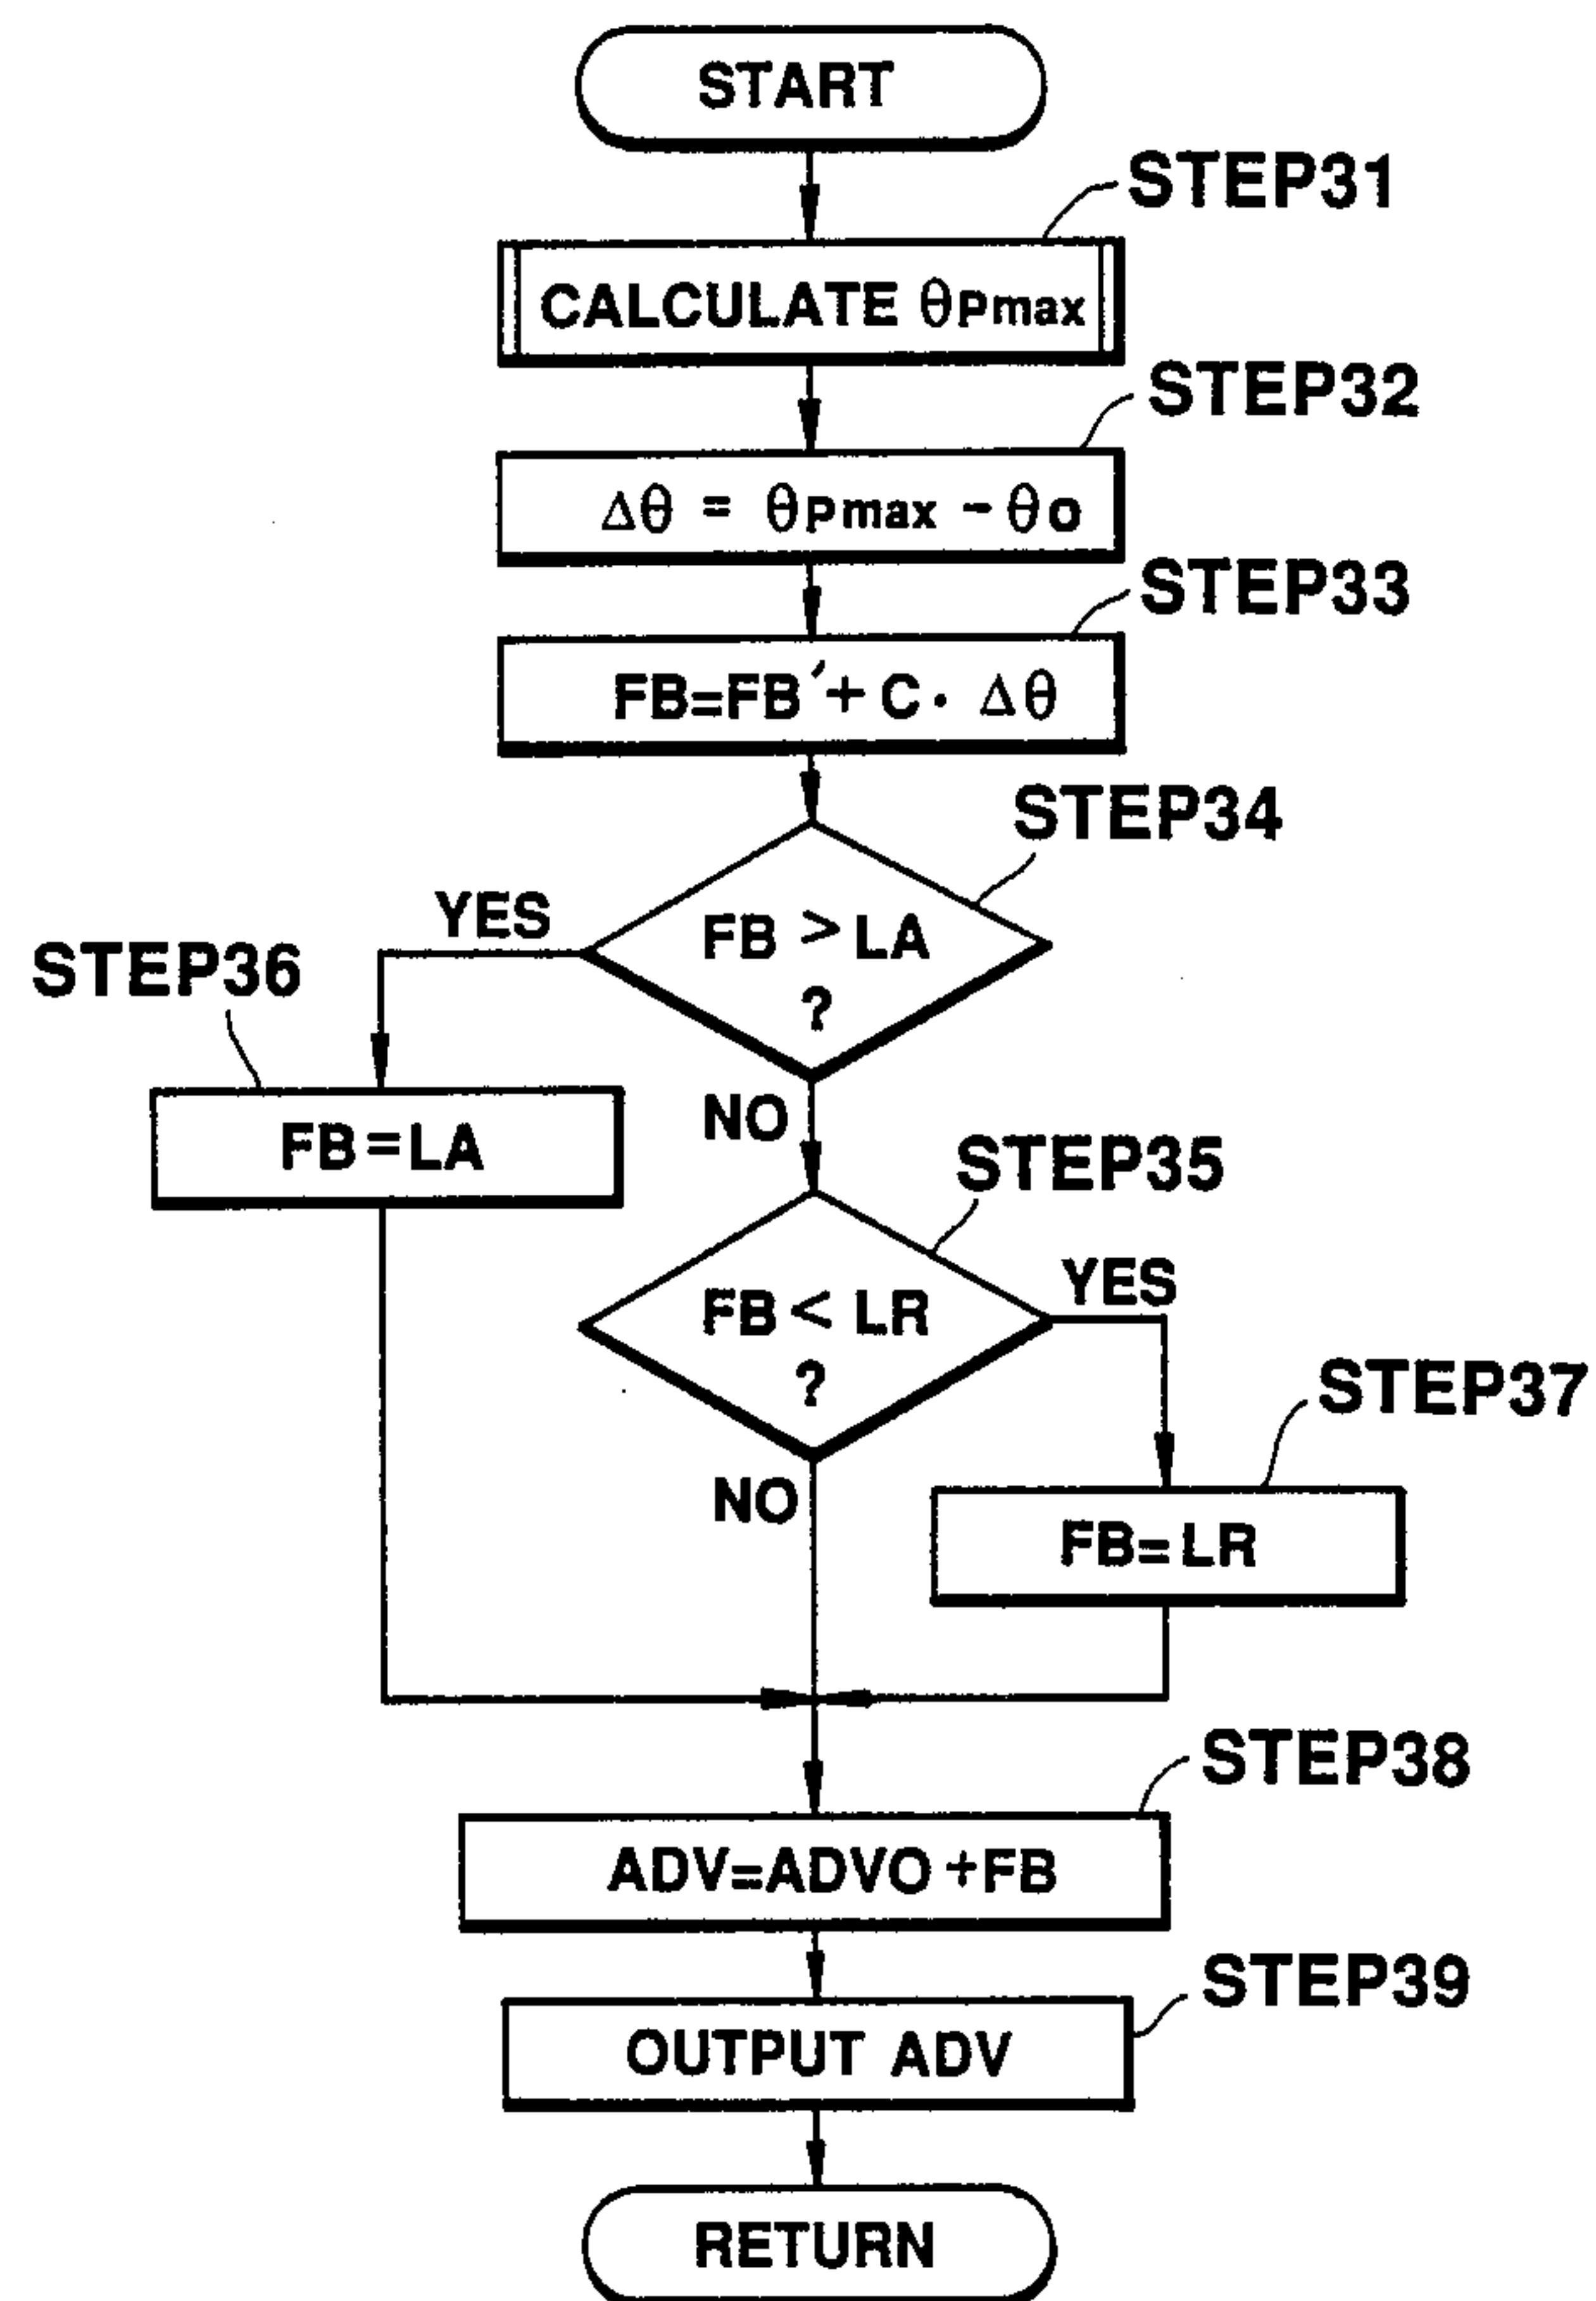 START
STEP31
CALCULATE θPmax
STEP32
Δθ = θPmax - θo
STEP33
FB=FB´+ C· Δθ
STEP34
YES
FB > LA
?
STEP36
FB=LA
NO
STEP35
YES
FB < LR
?
STEP37
NO
FB=LR
STEP38
ADV=ADVO+FB
STEP39
OUTPUT ADV
RETURN